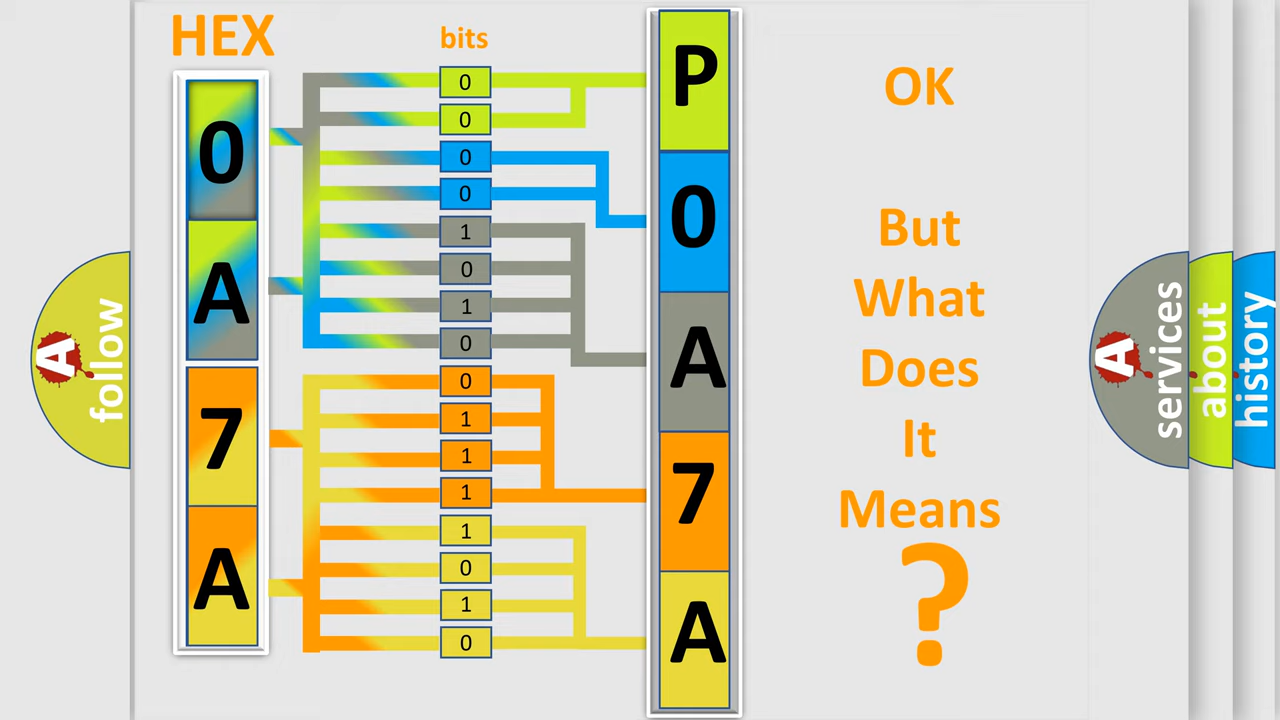 HEX
bits
0
A
7
A
0
0
0
0
1
0
1
0
0
1
1
1
1
0
1
0
P
0
A
7
A
OK
But
What
Does
It
Means
?
A
follow
A
services
about
history